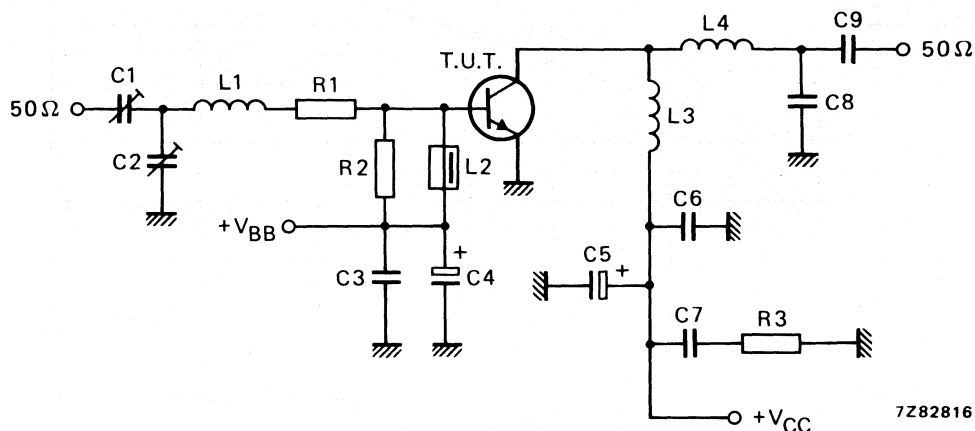 L4
C9
50Ω
T.U.T.
C1
L1
R1
50Ω
C8
L3
C2
R2
L2
C6
+VBB
+
C5
+
C3
C4
C7
R3
+VCC
7Z82816